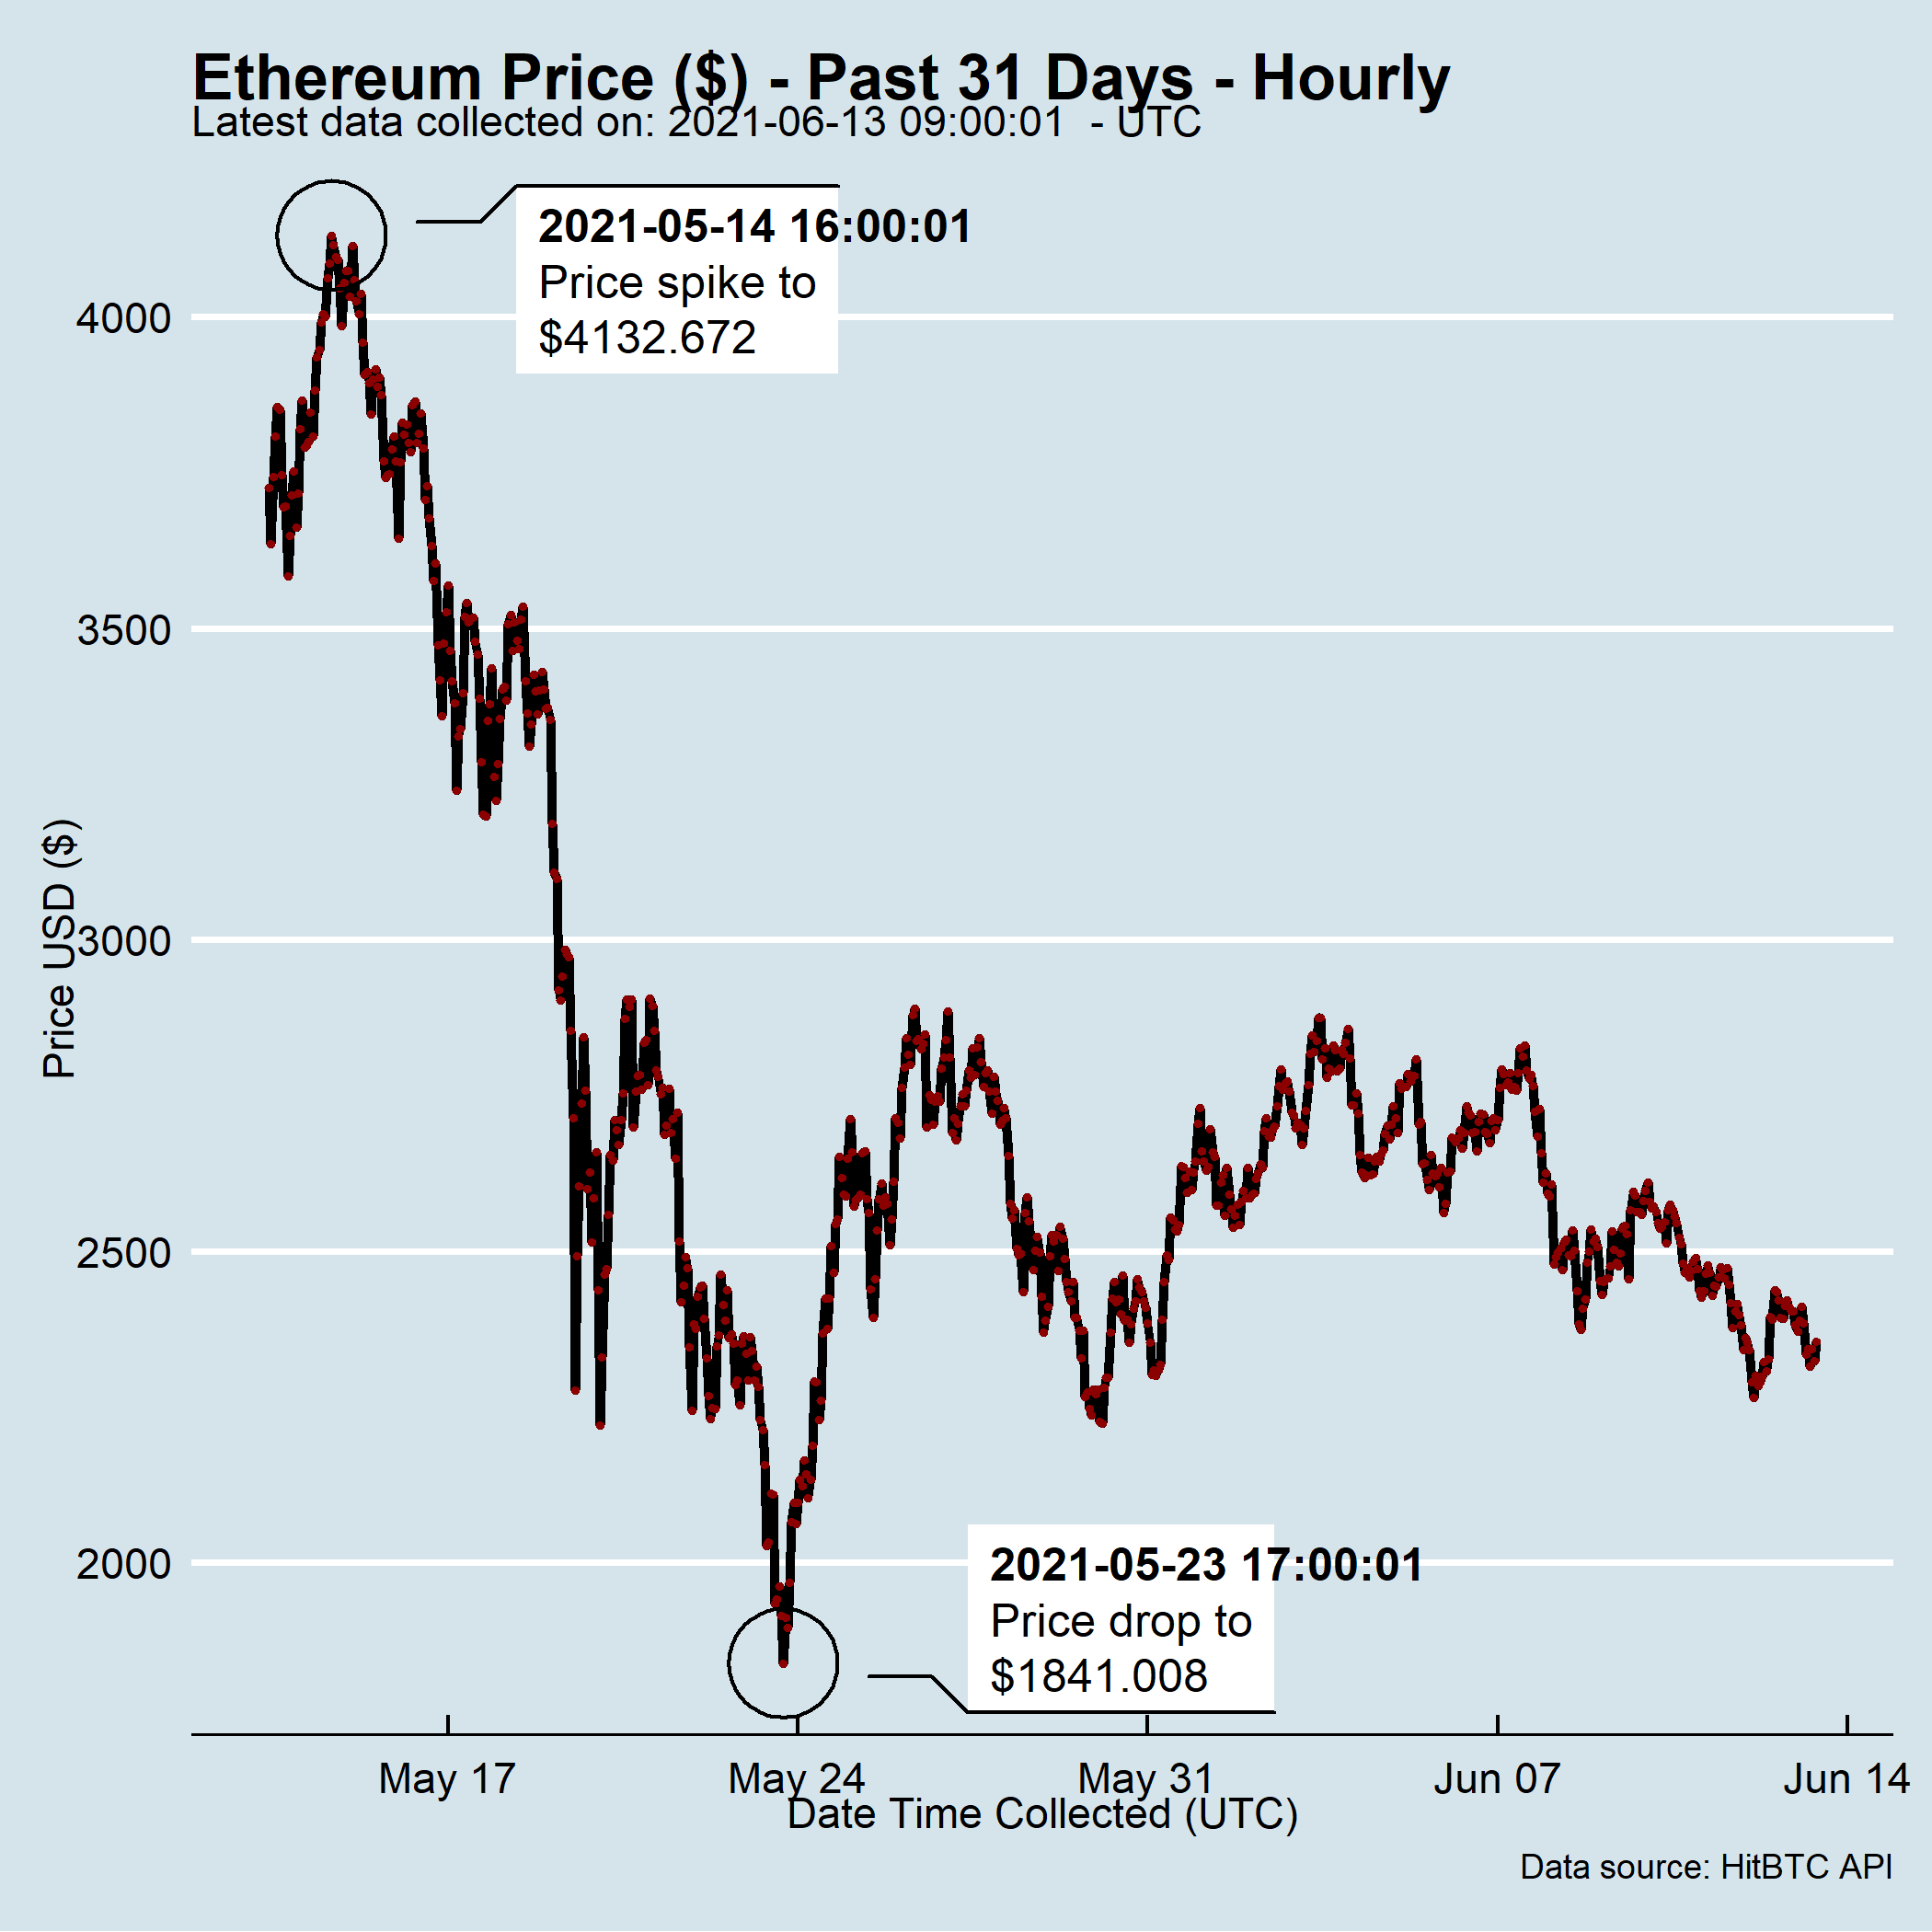 Ethereum Price ($) - Past 31 Days - Hourly
Latest data collected on: 2021-06-13 09:00:01  - UTC
2021-05-14 16:00:01
Price spike to
$4132.672
4000
3500
3000
2500
2000
Price USD ($)
2021-05-23 17:00:01
Price drop to
$1841.008
May 17
May 24
May 31
Jun 07
Jun 14
Date Time Collected (UTC)
Data source: HitBTC API